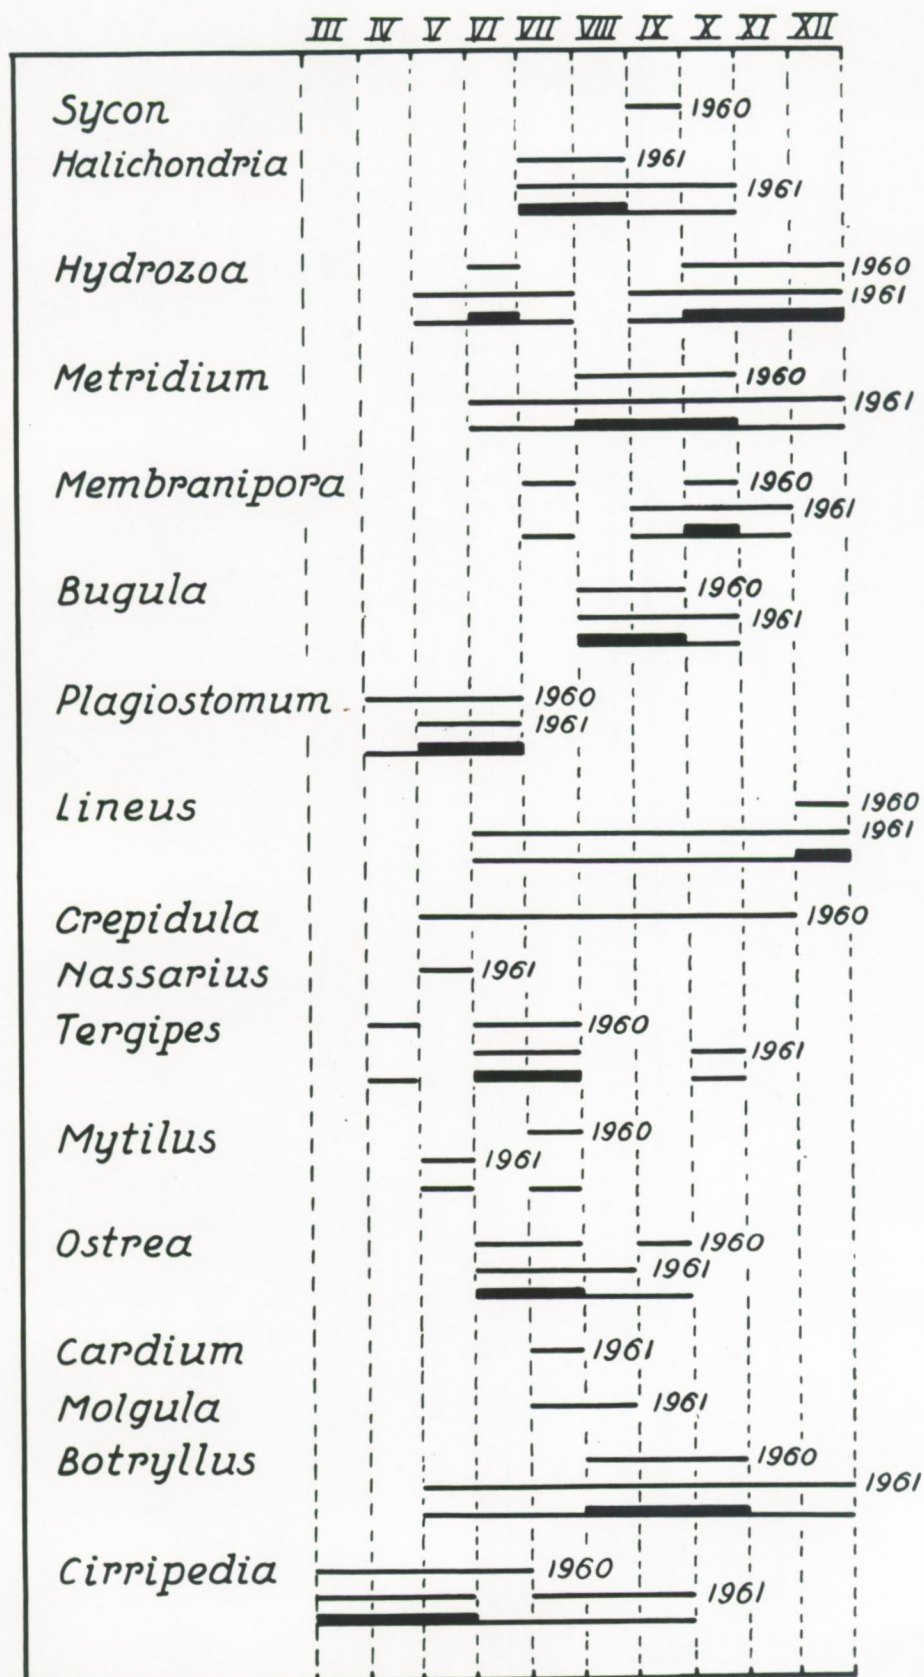 III IV V VI VII VIII IX X XI XII
Sycon 1960
Halichondria 1961
1961
Hydrozoa 1960
1961
Metridium 1960
1961
Membranipora 1960
1961
Bugula 1960
1961
Plagiostomum 1960
1961
Lineus 1960
1961
Crepidula 1960
Nassarius 1961
Tergipes 1960
1961
Mytilus 1960
1961
Ostrea 1960
1961
Cardium 1961
Molgula 1961
Botryllus 1960
1961
Cirripedia 1960
1961